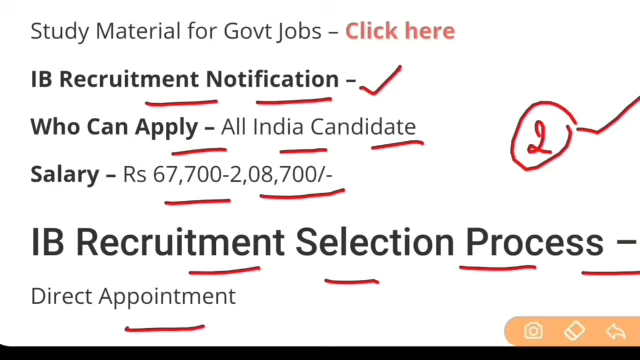 Study Material for Govt Jobs – Click here
IB Recruitment Notification –
Who Can Apply – All India Candidate
2
Salary – Rs 67,700-2,08,700/-
IB Recruitment Selection Process –
Direct Appointment